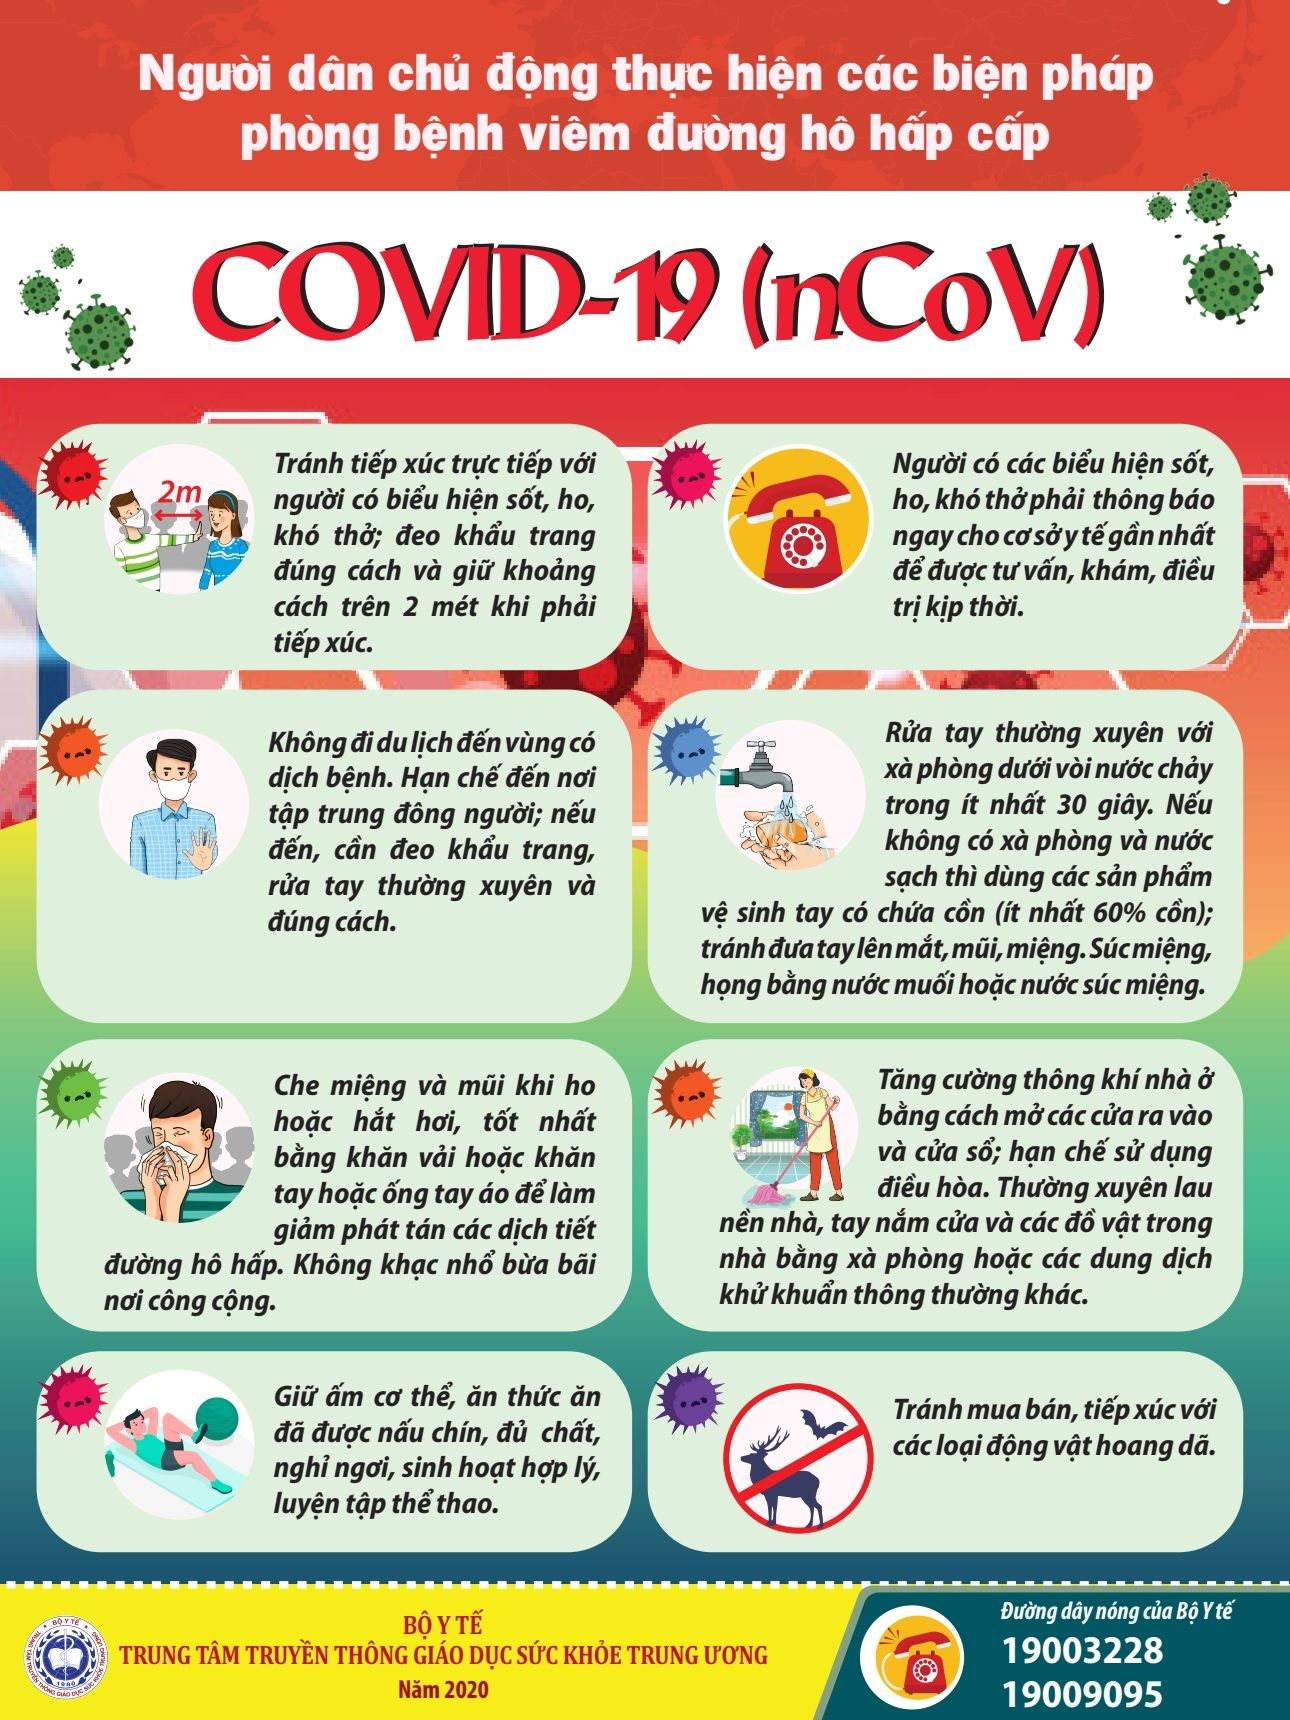 Người dân chủ động thực hiện các biện pháp
phòng bệnh viêm đường hô hấp cấp
COVID-19 (nCoV)
2m
Tránh tiếp xúc trực tiếp với
người có biểu hiện sốt, ho,
khó thở; đeo khẩu trang
đúng cách và giữ khoảng
cách trên 2 mét khi phải
tiếp xúc.
Người có các biểu hiện sốt,
ho, khó thở phải thông báo
ngay cho cơ sở y tế gần nhất
để được tư vấn, khám, điều
trị kịp thời.
Không đi du lịch đến vùng có
dịch bệnh. Hạn chế đến nơi
tập trung đông người; nếu
đến, cần đeo khẩu trang,
rửa tay thường xuyên và
đúng cách.
Rửa tay thường xuyên với
xà phòng dưới vòi nước chảy
trong ít nhất 30 giây. Nếu
không có xà phòng và nước
sạch thì dùng các sản phẩm
vệ sinh tay có chứa cồn (ít nhất 60% cồn);
tránh đưa tay lên mắt, mũi, miệng. Súc miệng,
họng bằng nước muối hoặc nước súc miệng.
Che miệng và mũi khi ho
hoặc hắt hơi, tốt nhất
bằng khăn vải hoặc khăn
tay hoặc ống tay áo để làm
giảm phát tán các dịch tiết
đường hô hấp. Không khạc nhổ bừa bãi
nơi công cộng.
Tăng cường thông khí nhà ở
bằng cách mở các cửa ra vào
và cửa sổ; hạn chế sử dụng
điều hòa. Thường xuyên lau
nền nhà, tay nắm cửa và các đồ vật trong
nhà bằng xà phòng hoặc các dung dịch
khử khuẩn thông thường khác.
Giữ ấm cơ thể, ăn thức ăn
đã được nấu chín, đủ chất,
nghỉ ngơi, sinh hoạt hợp lý,
luyện tập thể thao.
Tránh mua bán, tiếp xúc với
các loại động vật hoang dã.
BỘ Y TẾ
TRUNG TÂM TRUYỀN THÔNG GIÁO DỤC SỨC KHỎE TRUNG ƯƠNG
1980
BỘ Y TẾ
TRUNG TÂM TRUYỀN THÔNG GIÁO DỤC SỨC KHỎE TRUNG ƯƠNG
Năm 2020
Đường dây nóng của Bộ Y tế
19003228
19009095